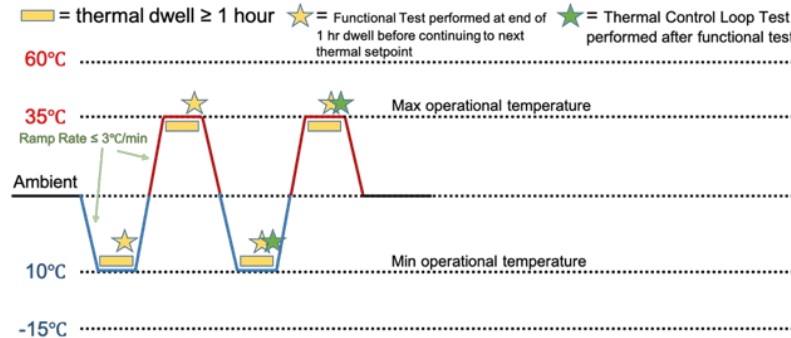 = thermal dwell ≥ 1 hour
= Functional Test performed at end of
1 hr dwell before continuing to next
thermal setpoint
= Thermal Control Loop Test
performed after functional test
60℃
35℃
Max operational temperature
Ramp Rate ≤ 3℃/min
Ambient
10℃
Min operational temperature
-15℃